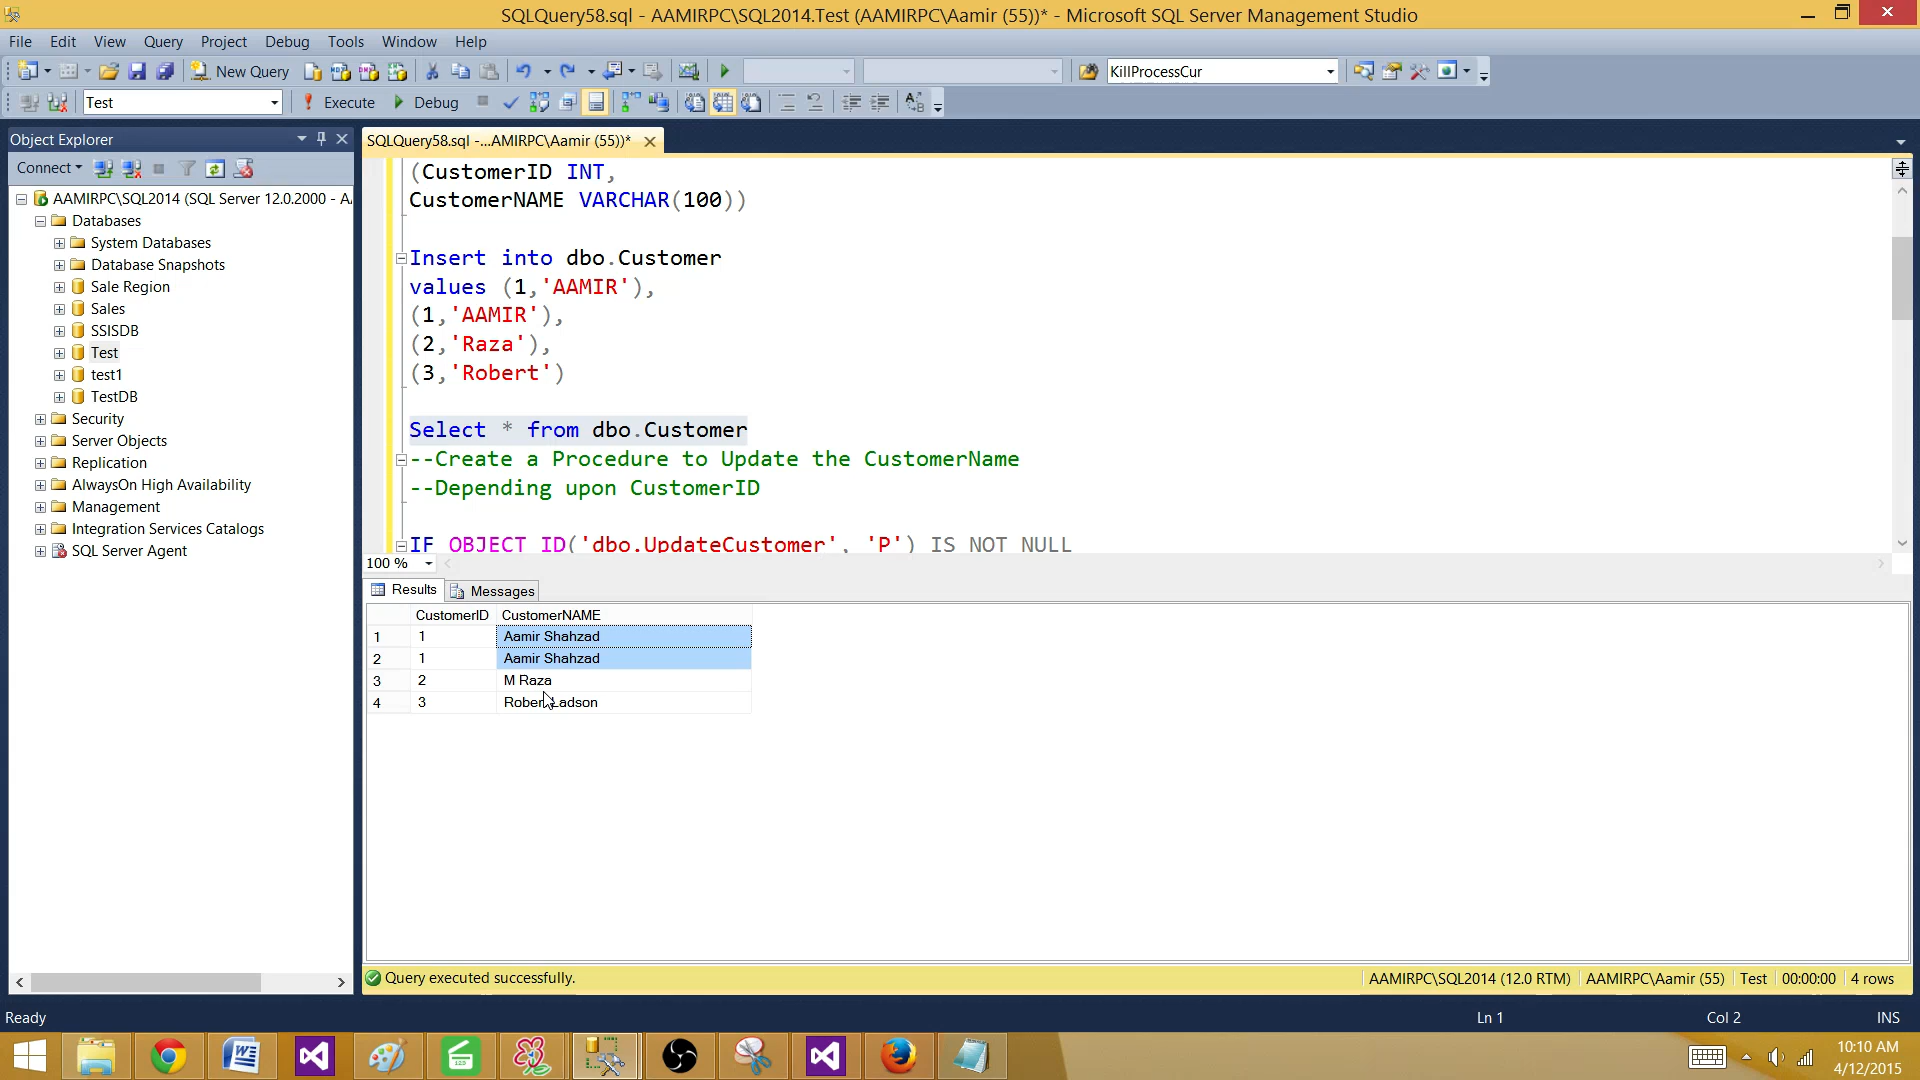 SQLQuery58.sql - AAMIRPC\SQL2014.Test (AAMIRPC\Aamir (55))* - Microsoft SQL Server Management Studio
File Edit View Query Project Debug Tools Window Help
New Query KillProcessCur
Test Execute Debug
Object Explorer
SQLQuery58.sql -...AMIRPC\Aamir (55))*
Connect
AAMIRPC\SQL2014 (SQL Server 12.0.2000 - A
Databases
System Databases
Database Snapshots
Sale Region
Sales
SSISDB
Test
test1
TestDB
Security
Server Objects
Replication
AlwaysOn High Availability
Management
Integration Services Catalogs
SQL Server Agent
(CustomerID INT,
CustomerNAME VARCHAR(100))
Insert into dbo.Customer
values (1,'AAMIR'),
(1,'AAMIR'),
(2,'Raza'),
(3,'Robert')
Select * from dbo.Customer
--Create a Procedure to Update the CustomerName
--Depending upon CustomerID
IF OBJECT_ID('dbo.UpdateCustomer', 'P') IS NOT NULL
100 %
Results Messages
CustomerID CustomerNAME
1 1 Aamir Shahzad
2 1 Aamir Shahzad
3 2 M Raza
4 3 Robert Ladson
Query executed successfully. AAMIRPC\SQL2014 (12.0 RTM) AAMIRPC\Aamir (55) Test 00:00:00 4 rows
Ready Ln 1 Col 2 INS
10:10 AM
4/12/2015